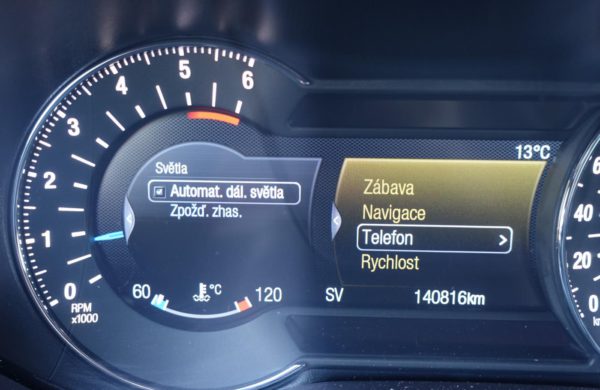 6
5
4
3
2
1
0
RPM
x1000
Světla
Automat. dál. světla
Zpožď. zhas.
60
°C
120
13°C
Zábava
Navigace
Telefon >
Rychlost
SV
140816km
40
20
0